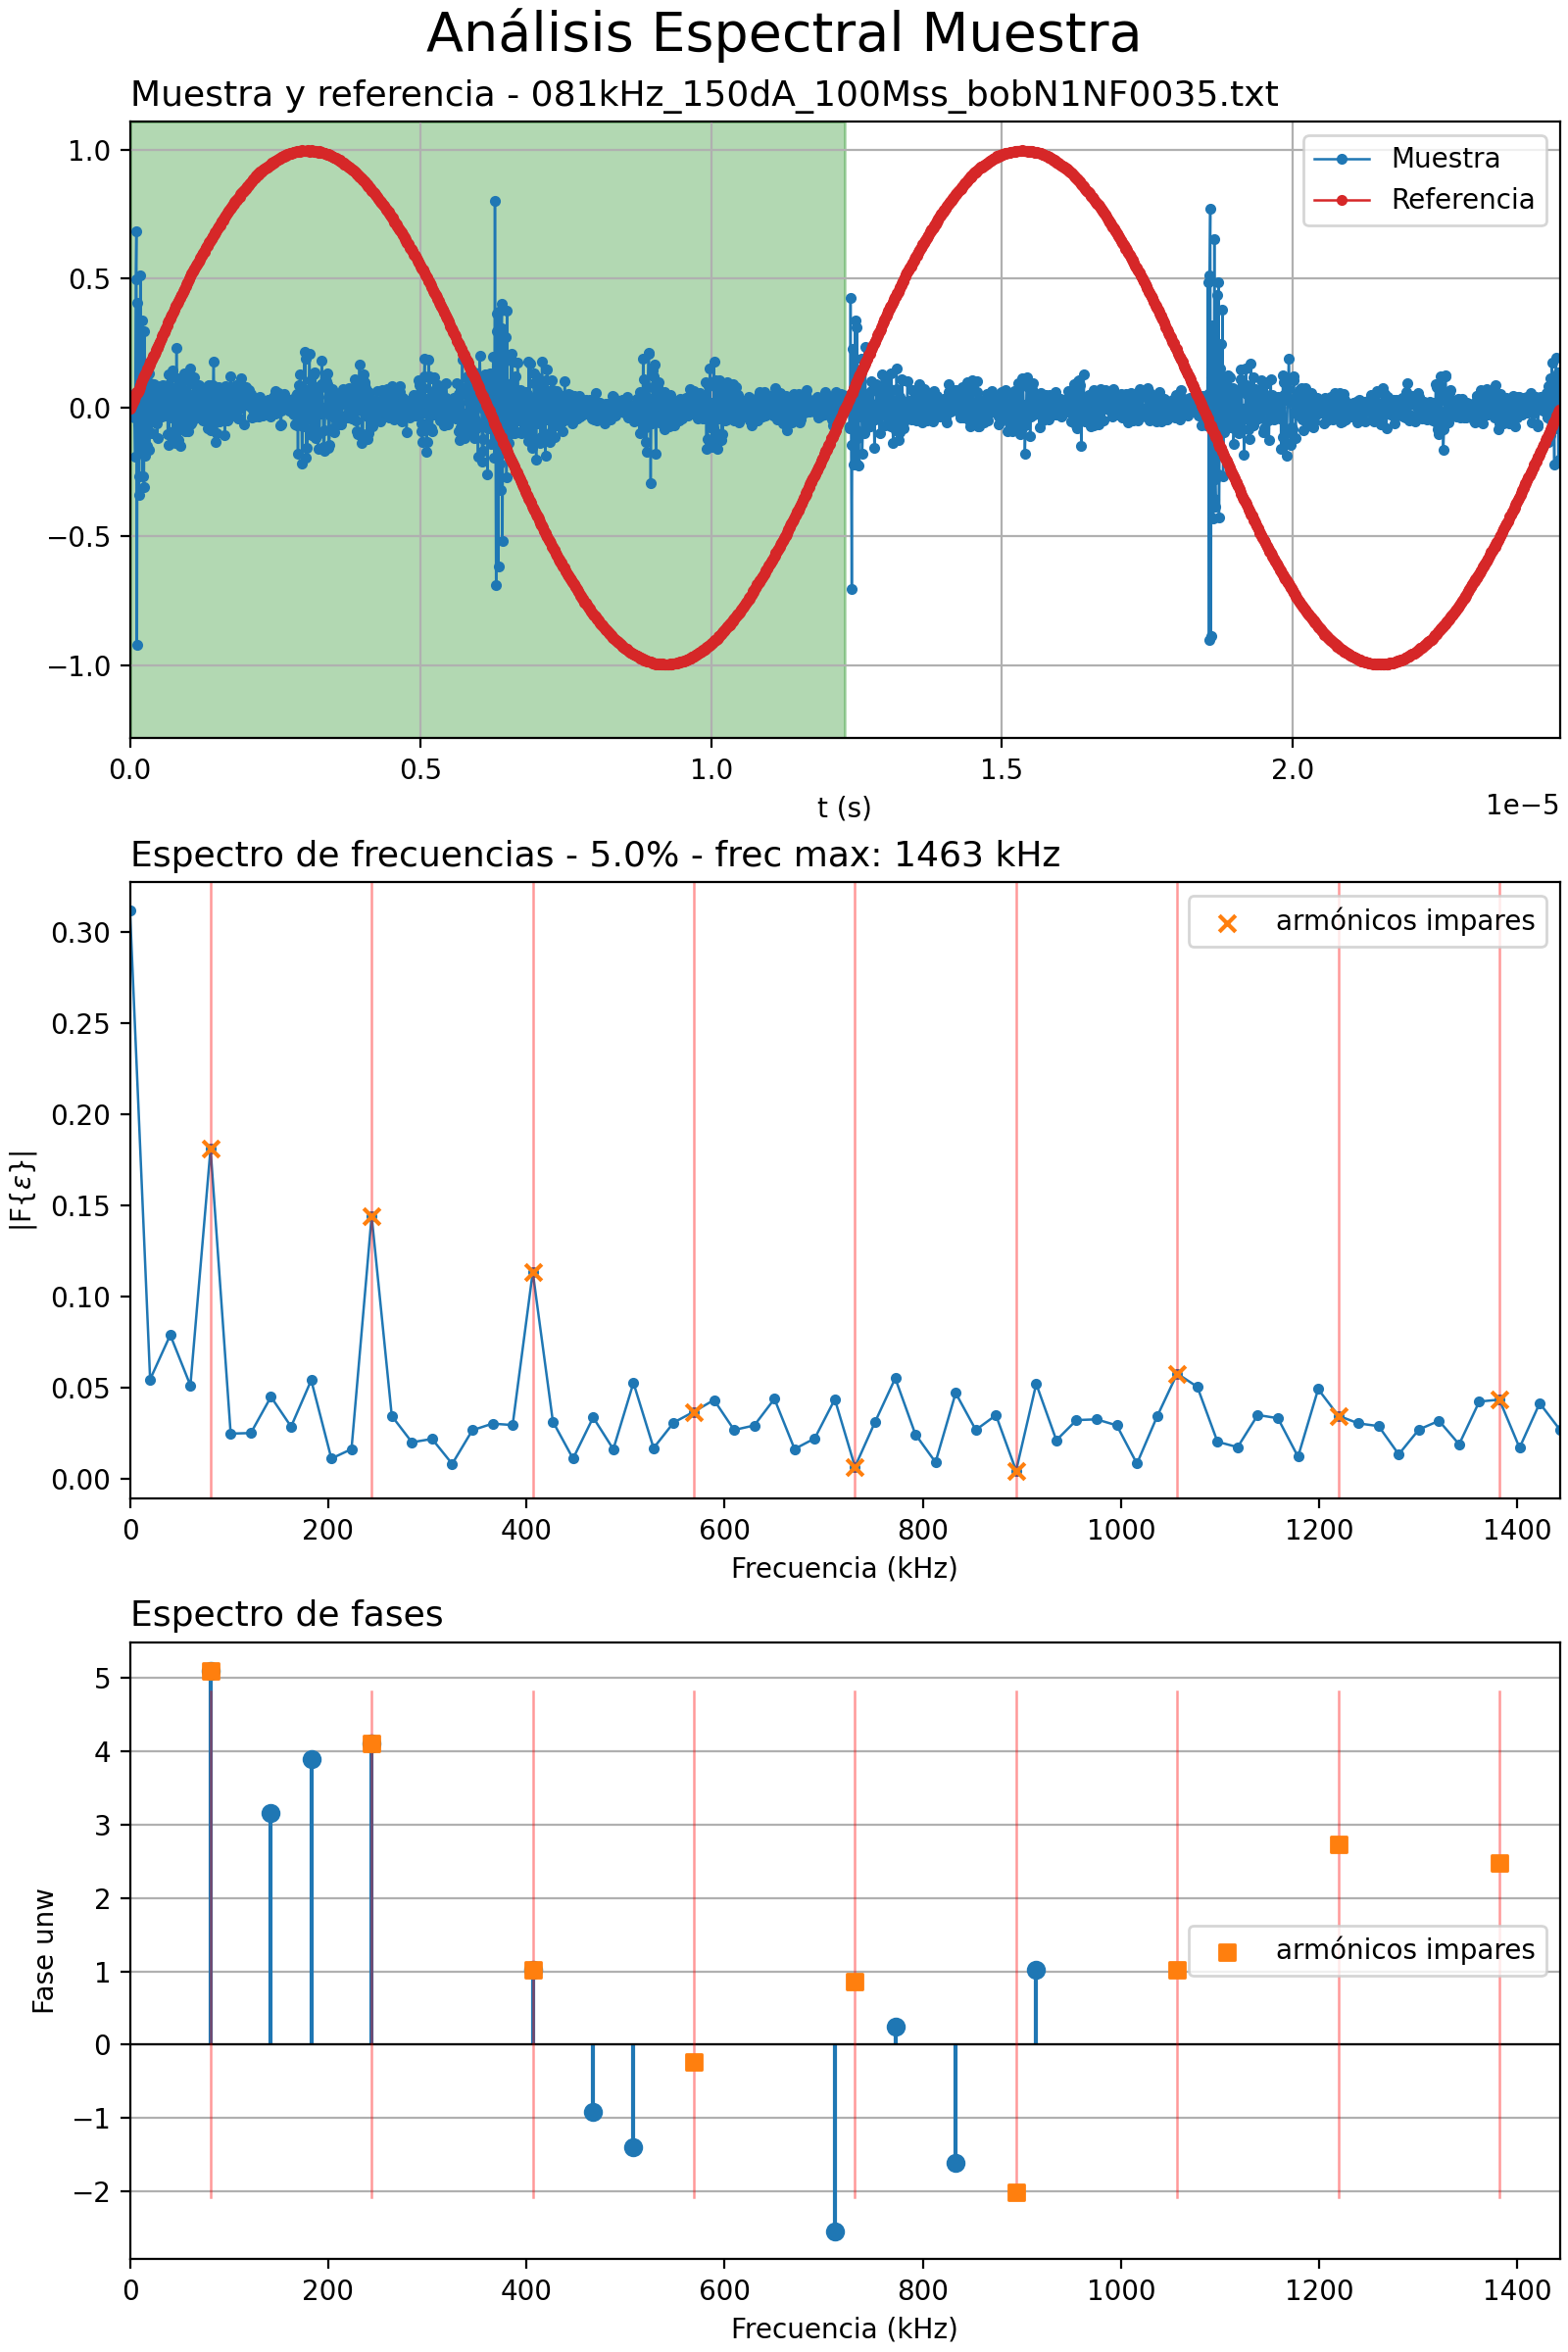 Análisis Espectral Muestra
Muestra y referencia - 081kHz_150dA_100Mss_bobN1NF0035.txt
1.0
0.5
0.0
−0.5
−1.0
Muestra
Referencia
0.0 0.5 1.0 1.5 2.0
t (s)
1e−5
Espectro de frecuencias - 5.0% - frec max: 1463 kHz
0.30
0.25
0.20
0.15
0.10
0.05
0.00
|F{ε}|
armónicos impares
0 200 400 600 800 1000 1200 1400
Frecuencia (kHz)
Espectro de fases
5
4
3
2
1
0
−1
−2
Fase unw
armónicos impares
0 200 400 600 800 1000 1200 1400
Frecuencia (kHz)